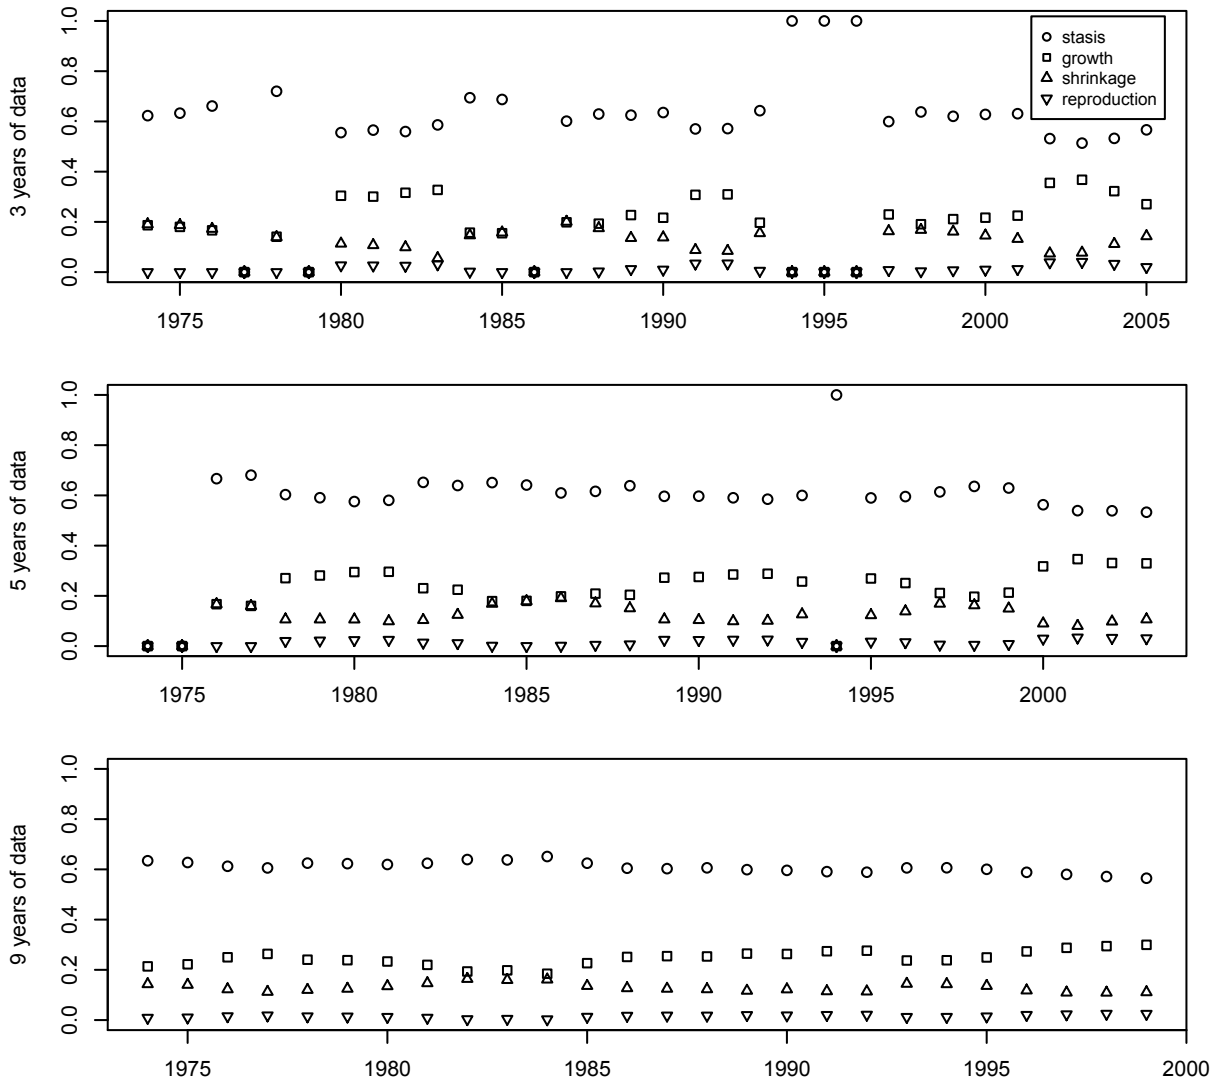 3 years of data
1.0
0.8
0.6
0.4
0.2
0.0
stasis
growth
shrinkage
reproduction
1975 1980 1985 1990 1995 2000 2005
5 years of data
1.0
0.8
0.6
0.4
0.2
0.0
1975 1980 1985 1990 1995 2000
9 years of data
1.0
0.8
0.6
0.4
0.2
0.0
1975 1980 1985 1990 1995 2000